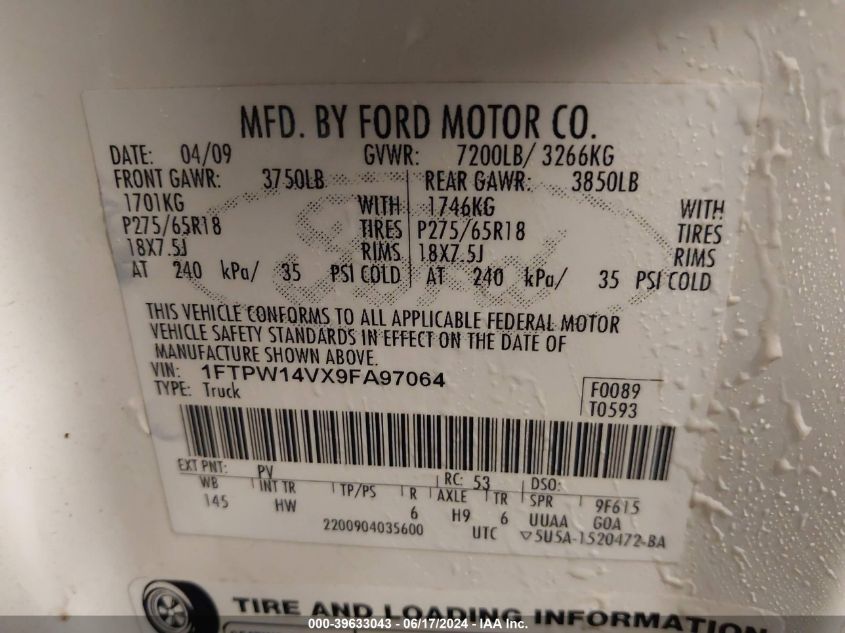 MFD. BY FORD MOTOR CO.
DATE: 04/09 GVWR: 7200LB/ 3266KG
FRONT GAWR: 3750LB REAR GAWR: 3850LB
1701KG WITH 1746KG WITH
P275/65R18 TIRES P275/65R18 TIRES
18X7.5J RIMS 18X7.5J RIMS
AT 240 kPa/ 35 PSI COLD AT 240 kPa/ 35 PSI COLD
THIS VEHICLE CONFORMS TO ALL APPLICABLE FEDERAL MOTOR
VEHICLE SAFETY STANDARDS IN EFFECT ON THE DATE OF
MANUFACTURE SHOWN ABOVE.
VIN: 1FTPW14VX9FA97064
TYPE: Truck
F0089
T0593
EXT PNT: PV RC: 53 DSO:
WB INT TR TP/PS R AXLE TR SPR 9F615
145 HW 6 H9 6 UUAA GOA
2200904035600 UTC ▽5U5A-1520472-BA
TIRE AND LOADING INFORMATION
000-39633043 - 06/17/2024 - IAA Inc.